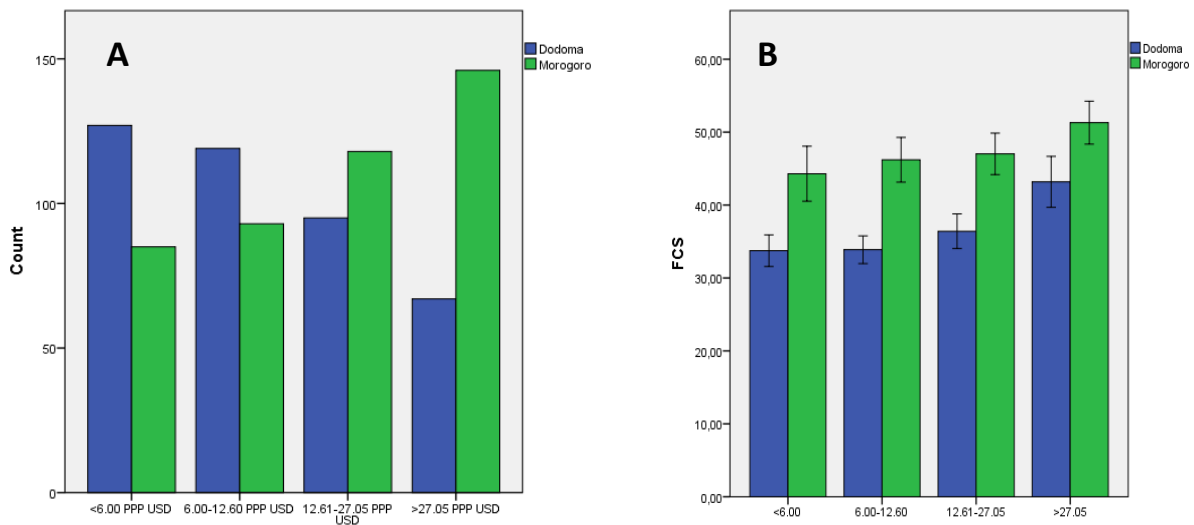 A
Dodoma
Morogoro
150
100
50
0
Count
<6.00 PPP USD
6.00-12.60 PPP USD
12.61-27.05 PPP
USD
>27.05 PPP USD
B
Dodoma
Morogoro
60,00
50,00
40,00
30,00
20,00
10,00
0,00
FCS
<6.00
6.00-12.60
12.61-27.05
>27.05